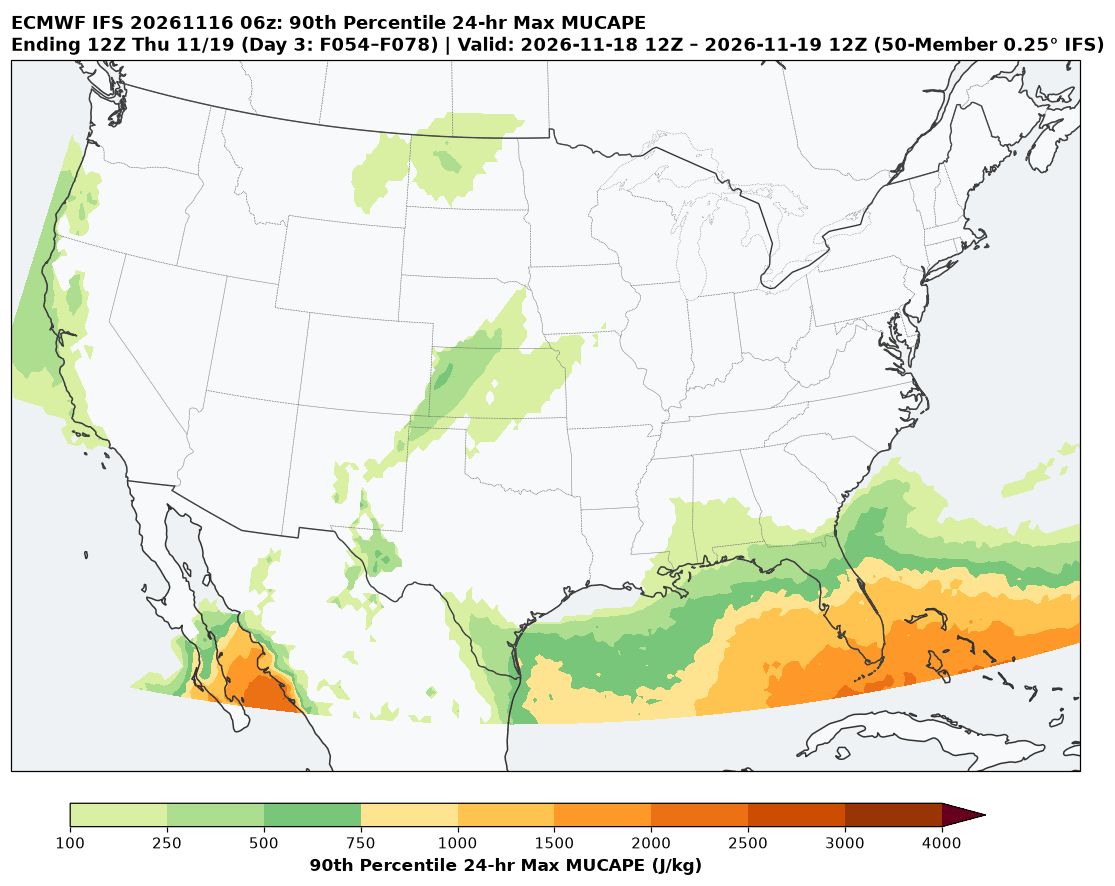 ECMWF IFS 20261116 06z: 90th Percentile 24-hr Max MUCAPE
Ending 12Z Thu 11/19 (Day 3: F054–F078) | Valid: 2026-11-18 12Z – 2026-11-19 12Z (50-Member 0.25° IFS)
100 250 500 750 1000 1500 2000 2500 3000 4000
90th Percentile 24-hr Max MUCAPE (J/kg)